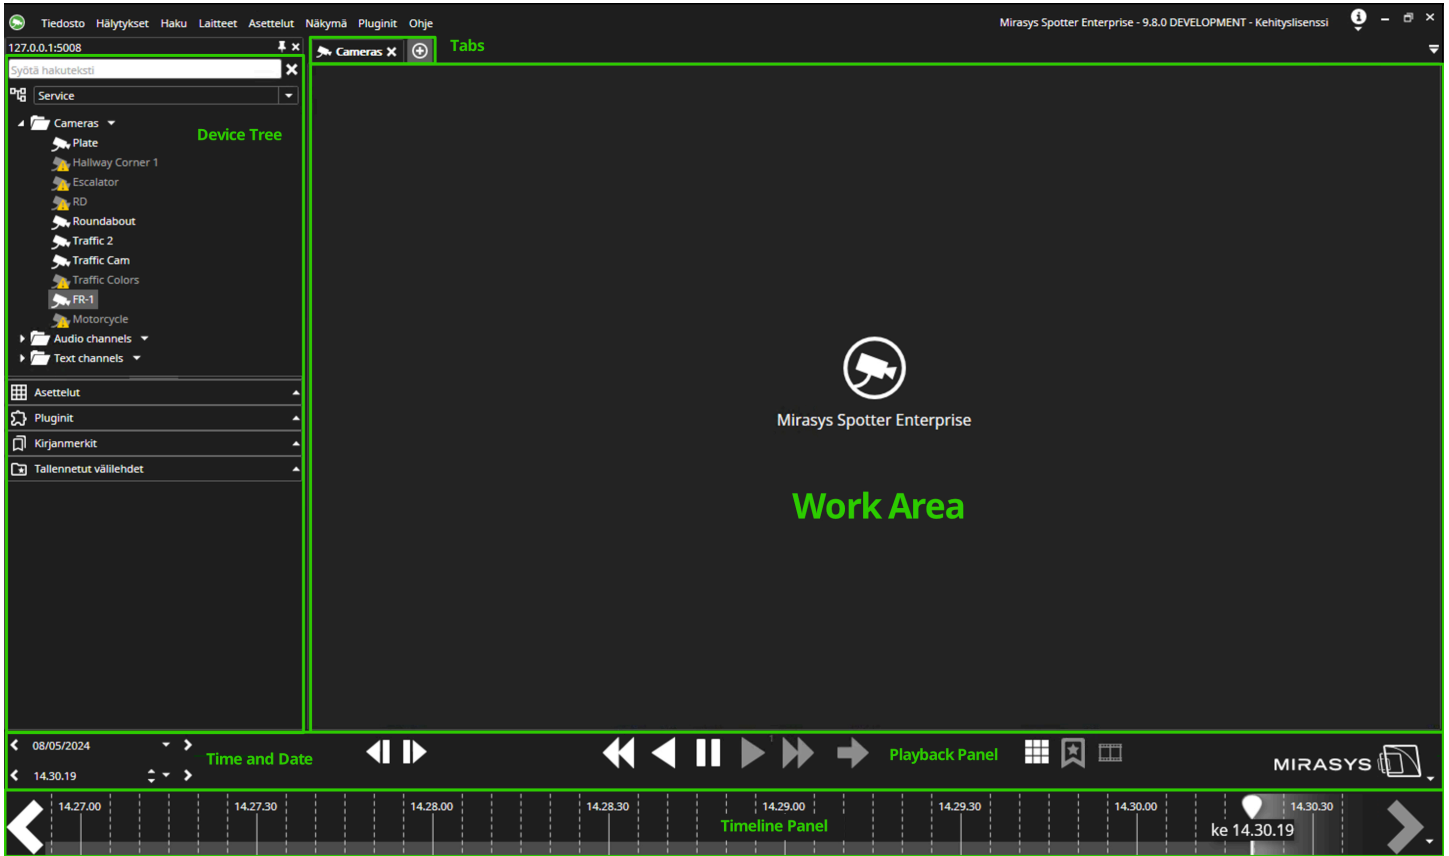 Tiedosto Hälytykset Haku Laitteet Asettelut Näkymä Pluginit Ohje
Mirasys Spotter Enterprise - 9.8.0 DEVELOPMENT - Kehityslisenssi
127.0.0.1:5008
Cameras
Tabs
Syötä hakuteksti
Service
Cameras
Device Tree
Plate
Hallway Corner 1
Escalator
RD
Roundabout
Traffic 2
Traffic Cam
Traffic Colors
FR-1
Motorcycle
Audio channels
Text channels
Asettelut
Pluginit
Kirjanmerkit
Tallennetut välilehdet
Mirasys Spotter Enterprise
Work Area
08/05/2024
14.30.19
Time and Date
1
Playback Panel
MIRASYS
14.27.00 14.27.30 14.28.00 14.28.30 14.29.00 14.29.30 14.30.00 14.30.30
Timeline Panel
ke 14.30.19